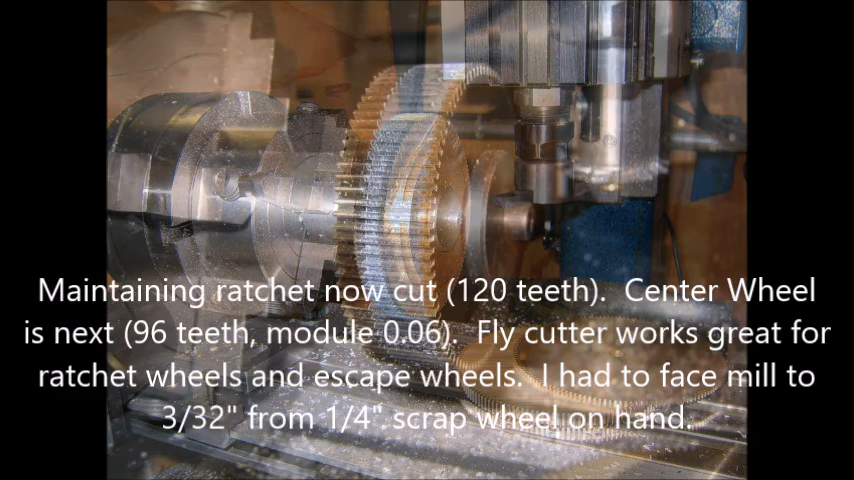 Maintaining ratchet now cut (120 teeth).  Center Wheel
is next (96 teeth, module 0.06).  Fly cutter works great for
ratchet wheels and escape wheels.  I had to face mill to
3/32" from 1/4" scrap wheel on hand.